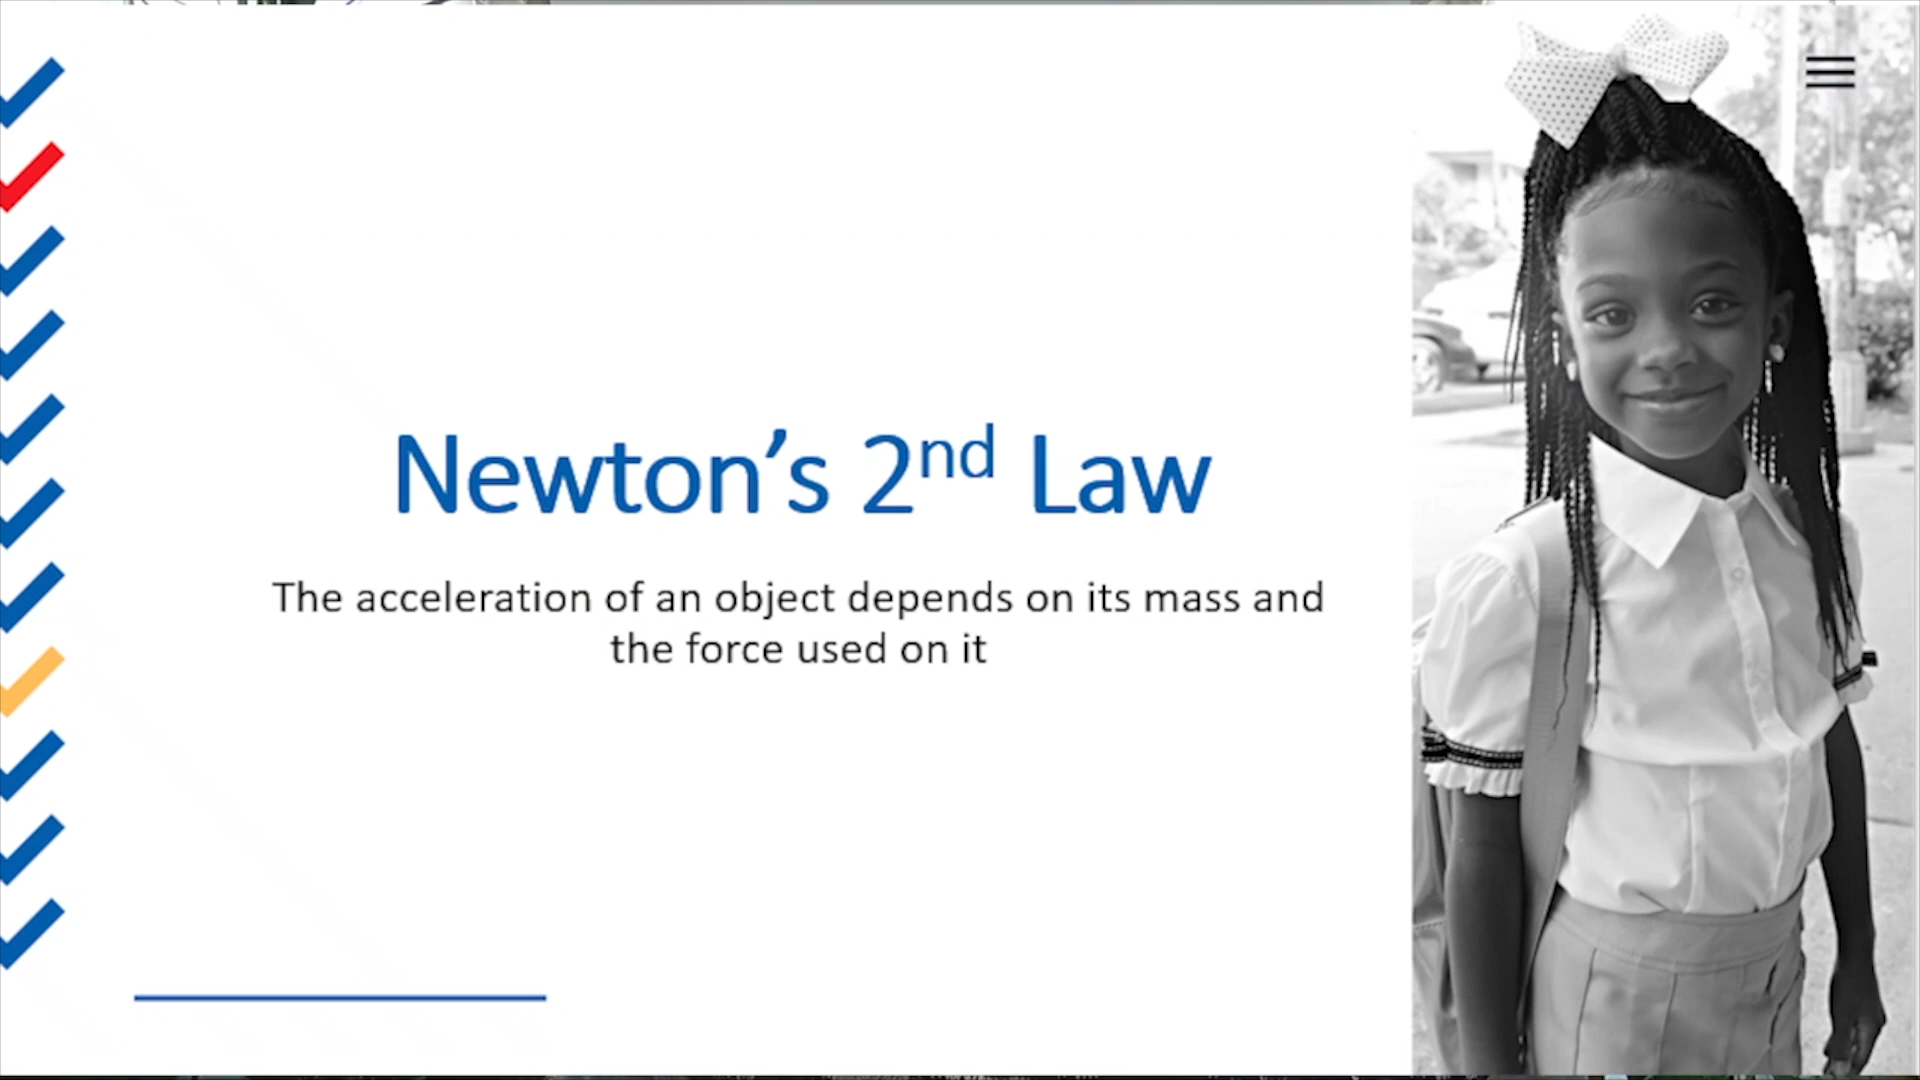 Newton’s 2nd Law
The acceleration of an object depends on its mass and
the force used on it